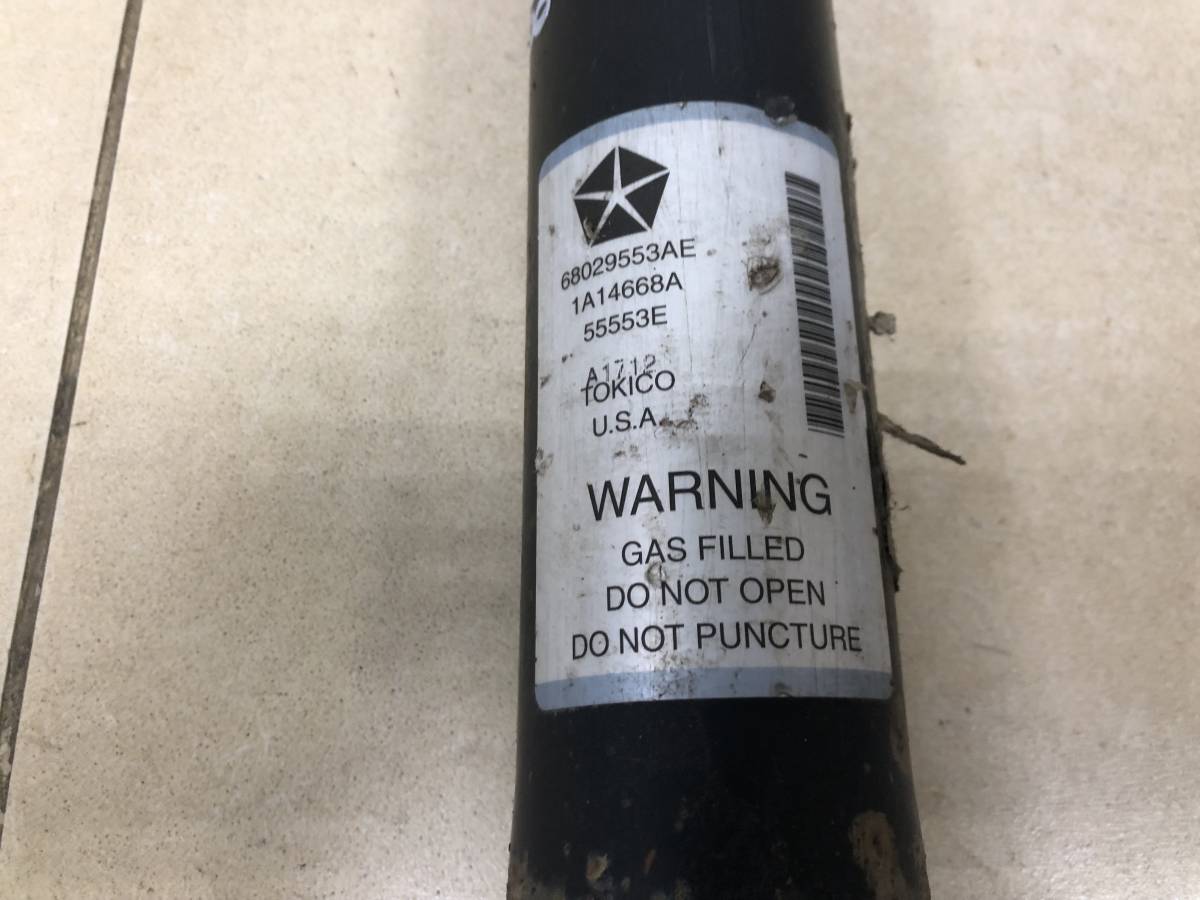 68029553AE
1A14668A
55553E
A1712
TOKICO
U.S.A.
WARNING
GAS FILLED
DO NOT OPEN
DO NOT PUNCTURE